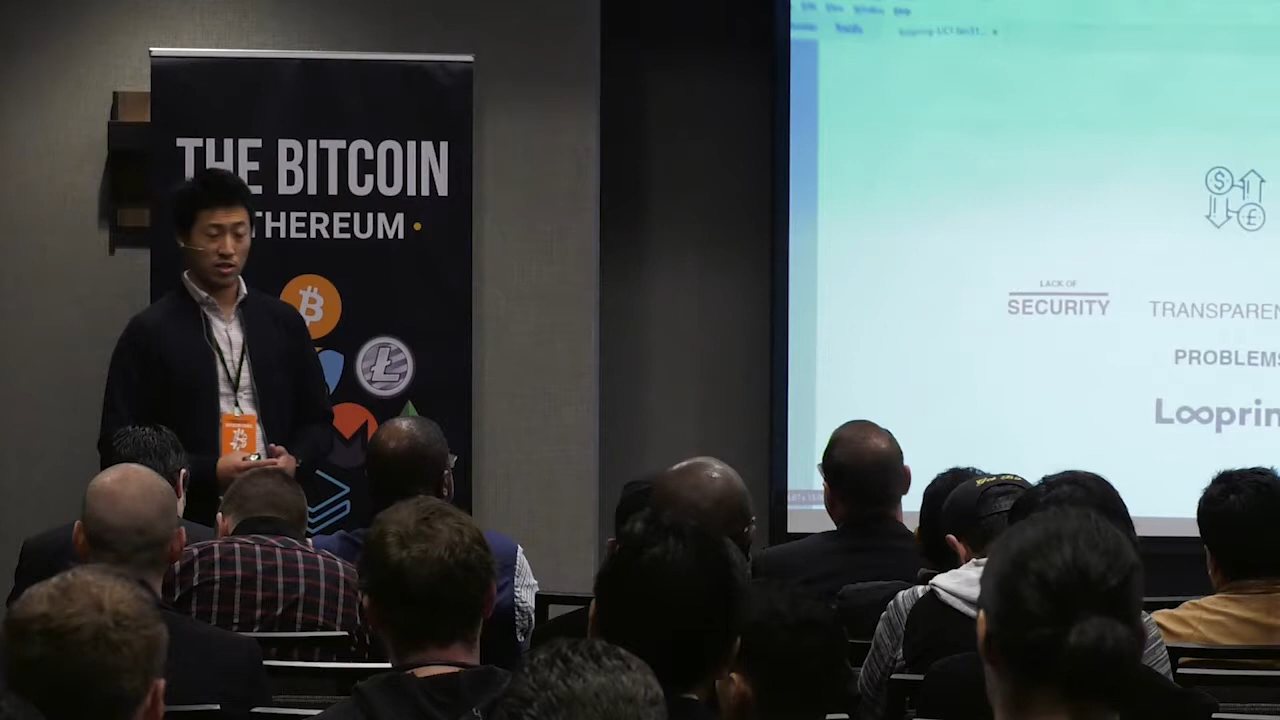 THE BITCOIN
THEREUM
LACK OF
SECURITY
TRANSPAREN
PROBLEMS
Looprin